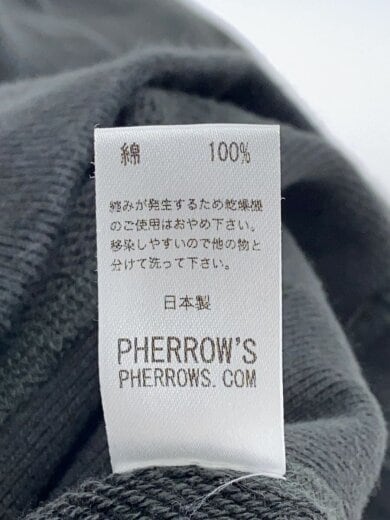 綿 100%
縮みが発生するため乾燥機
のご使用はおやめ下さい。
移染しやすいので他の物と
分けて洗って下さい。
日本製
PHERROW'S
PHERROWS.COM